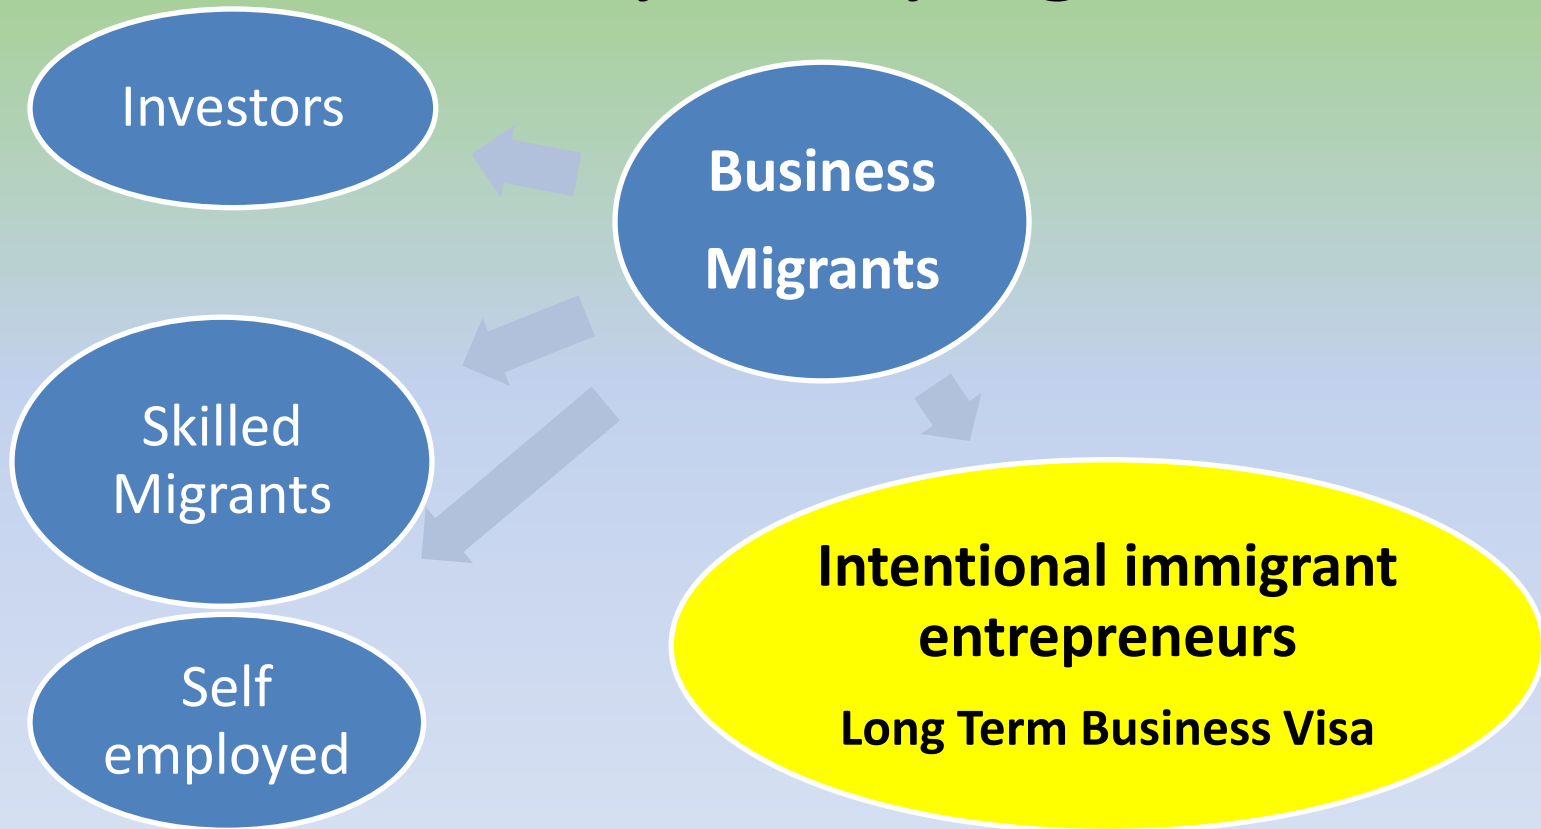 Investors
Business
Migrants
Skilled
Migrants
Intentional immigrant
entrepreneurs
Long Term Business Visa
Self
employed